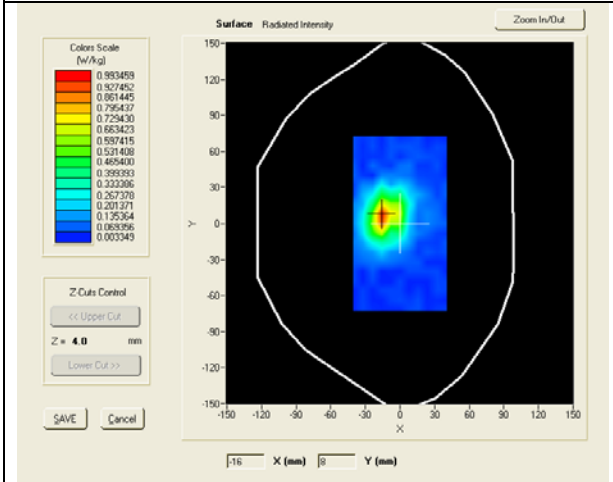 Surface Radiated Intensity
Zoom In/Out
Colors Scale
(W/kg)
0.993459
0.927452
0.861445
0.795437
0.729430
0.663423
0.597415
0.531408
0.465400
0.399393
0.333386
0.267378
0.201371
0.135364
0.069356
0.003349
Z-Cuts Control
<< Upper Cut
Z = 4.0 mm
Lower Cut >>
SAVE Cancel
150
120
90
60
30
0
-30
-60
-90
-120
-150
Y
-150 -120 -90 -60 -30 0 30 60 90 120 150
X
-16 X (mm) 8 Y (mm)